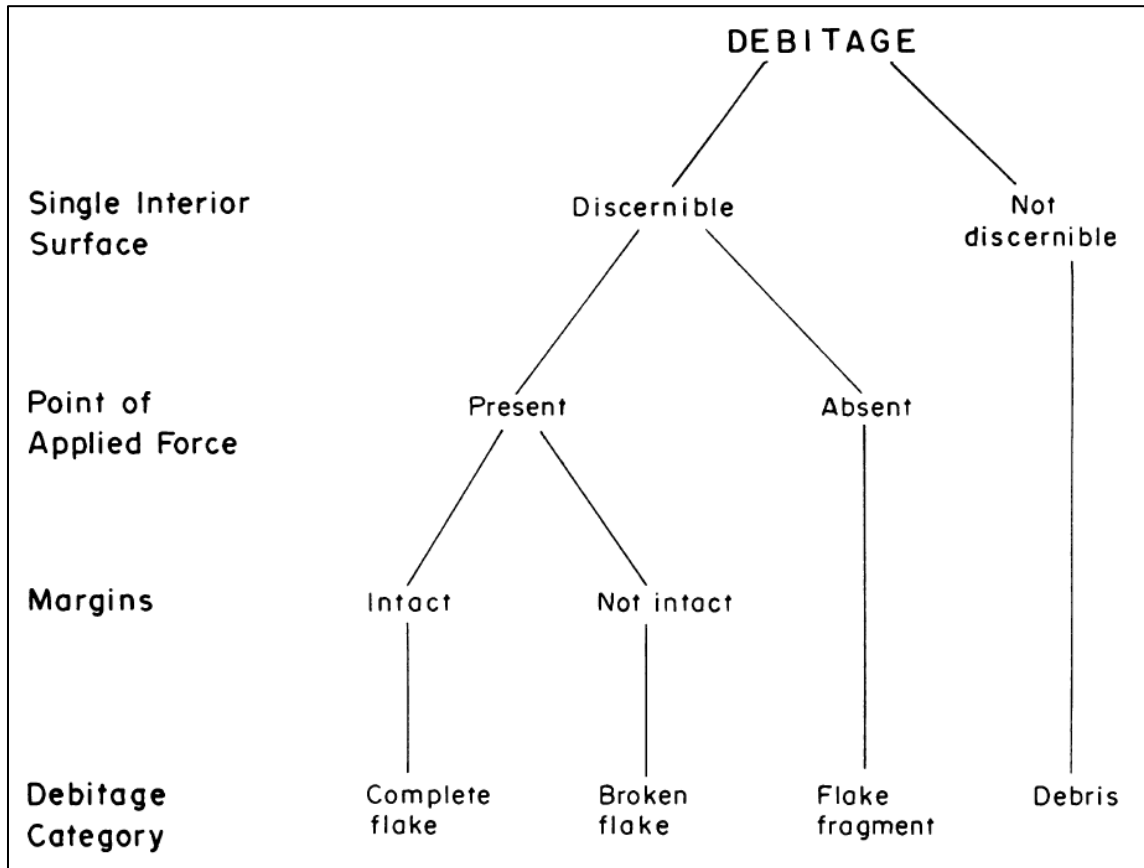 DEBITAGE
Single Interior
Surface
Discernible
Not
discernible
Point of
Applied Force
Present
Absent
Margins
Intact
Not intact
Debitage
Category
Complete
flake
Broken
flake
Flake
fragment
Debris